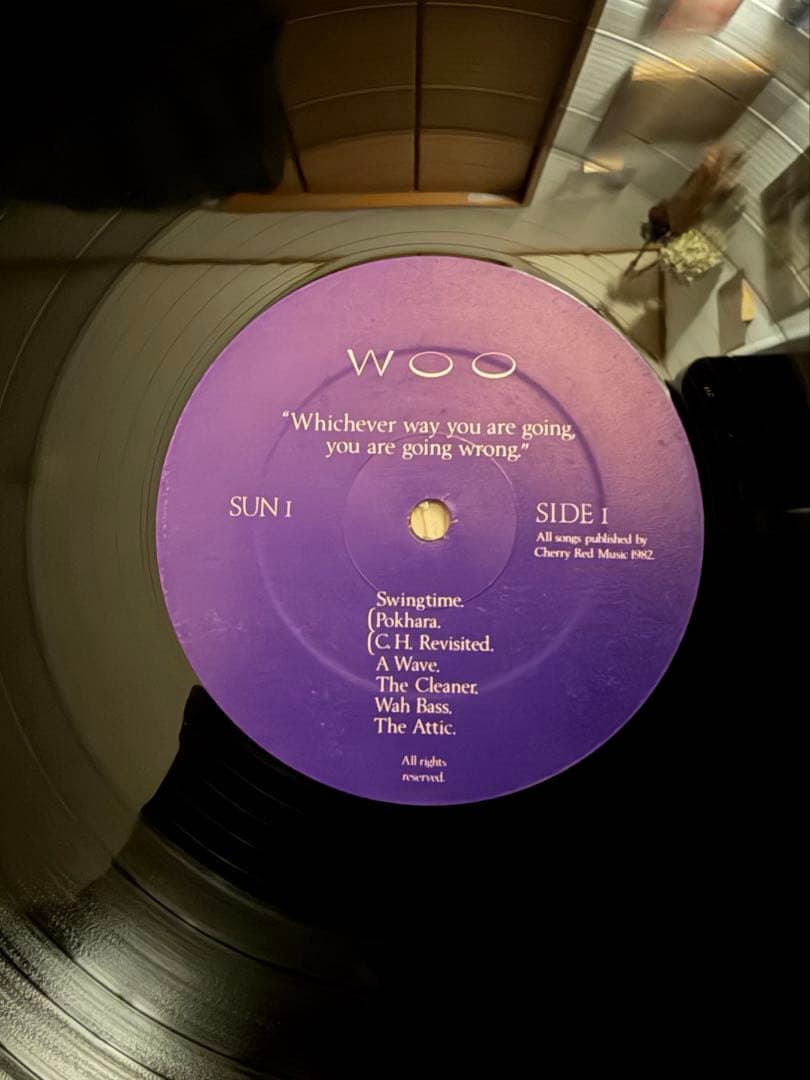 WOO
“Whichever way you are going,
you are going wrong.”
SUN 1
SIDE 1
All songs published by
Cherry Red Music 1982.
Swingtime.
(Pokhara.
(C. H. Revisited.
A Wave.
The Cleaner.
Wah Bass.
The Attic.
All rights
reserved.